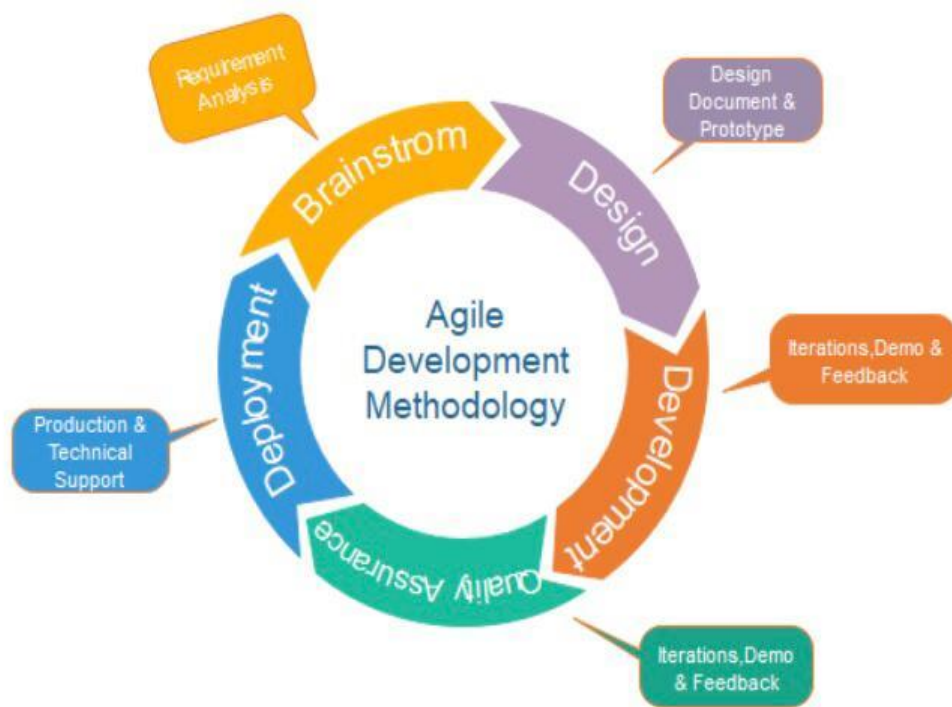 Requirement
Analysis
Brainstrom
Design
Document &
Prototype
Design
Agile
Development
Methodology
Iterations,Demo &
Feedback
Development
Deployment
Production &
Technical
Support
Quality Assurance
Iterations,Demo
& Feedback